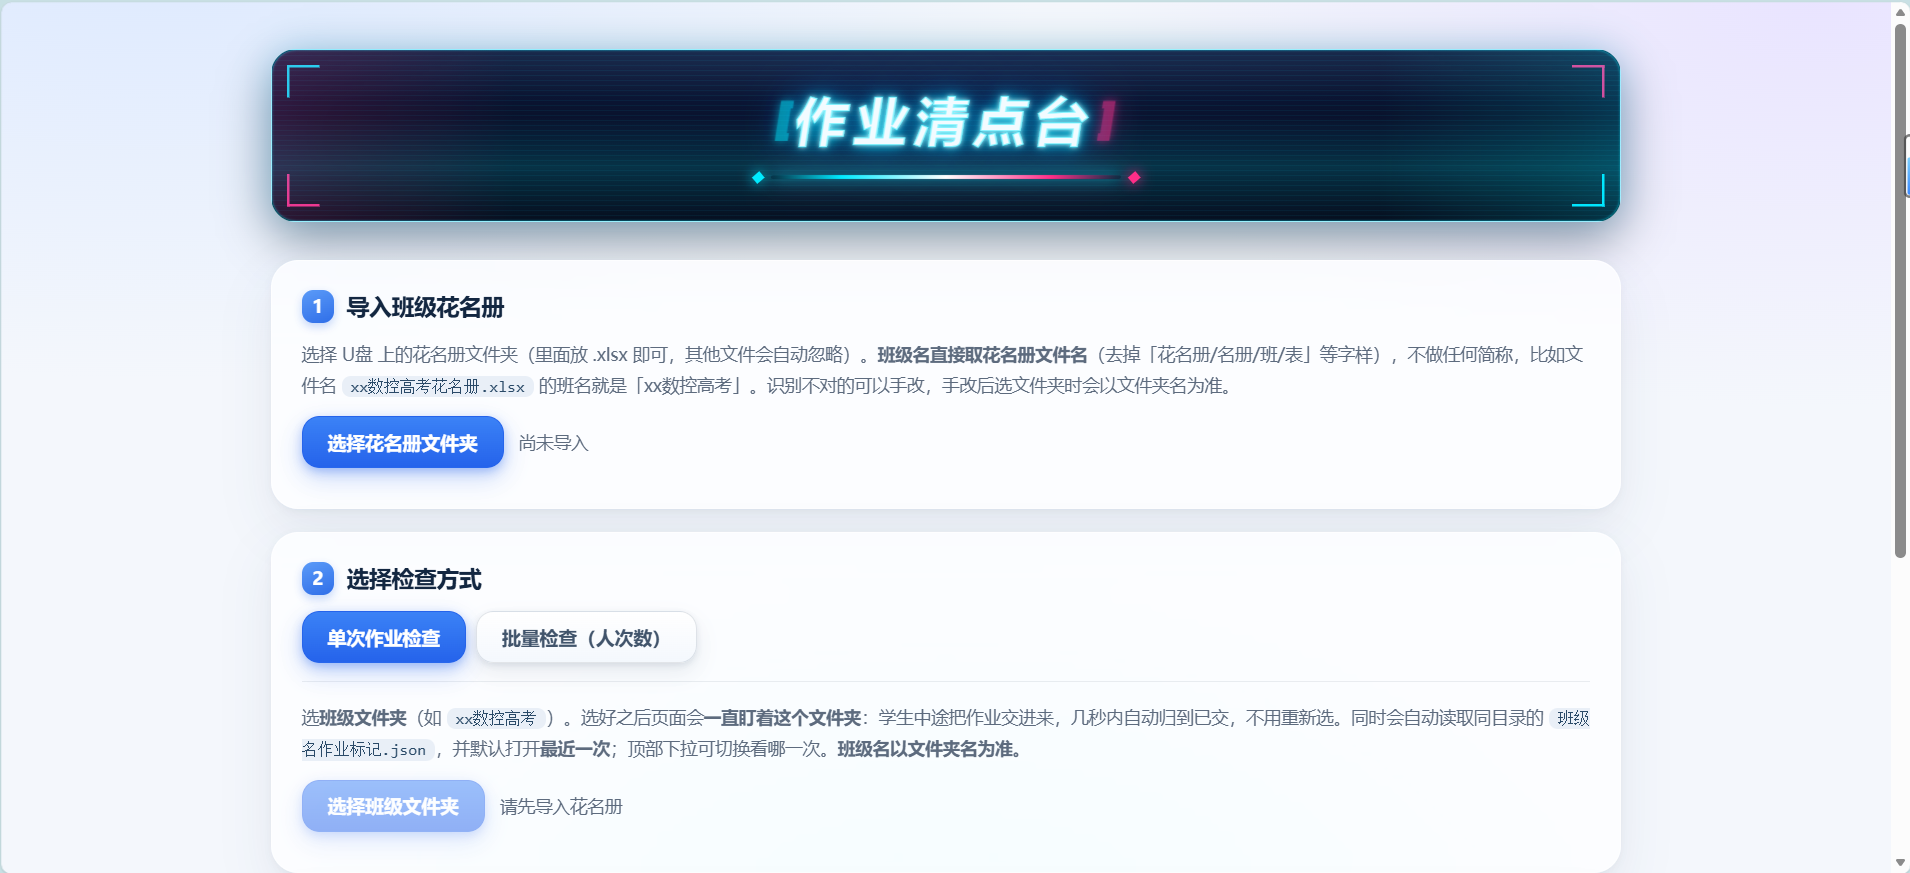 作业清点台
1 导入班级花名册
选择 U盘 上的花名册文件夹（里面放 .xlsx 即可，其他文件会自动忽略）。班级名直接取花名册文件名（去掉「花名册/名册/班/表」等字样），不做任何简称，比如文
件名 xx数控高考花名册.xlsx 的班名就是「xx数控高考」。识别不对的可以手改，手改后选文件夹时会以文件夹名为准。
选择花名册文件夹 尚未导入
2 选择检查方式
单次作业检查 批量检查（人次数）
选班级文件夹（如 xx数控高考 ）。选好之后页面会一直盯着这个文件夹：学生中途把作业交进来，几秒内自动归到已交，不用重新选。同时会自动读取同目录的 班级
名作业标记.json ，并默认打开最近一次；顶部下拉可切换看哪一次。班级名以文件夹名为准。
选择班级文件夹 请先导入花名册